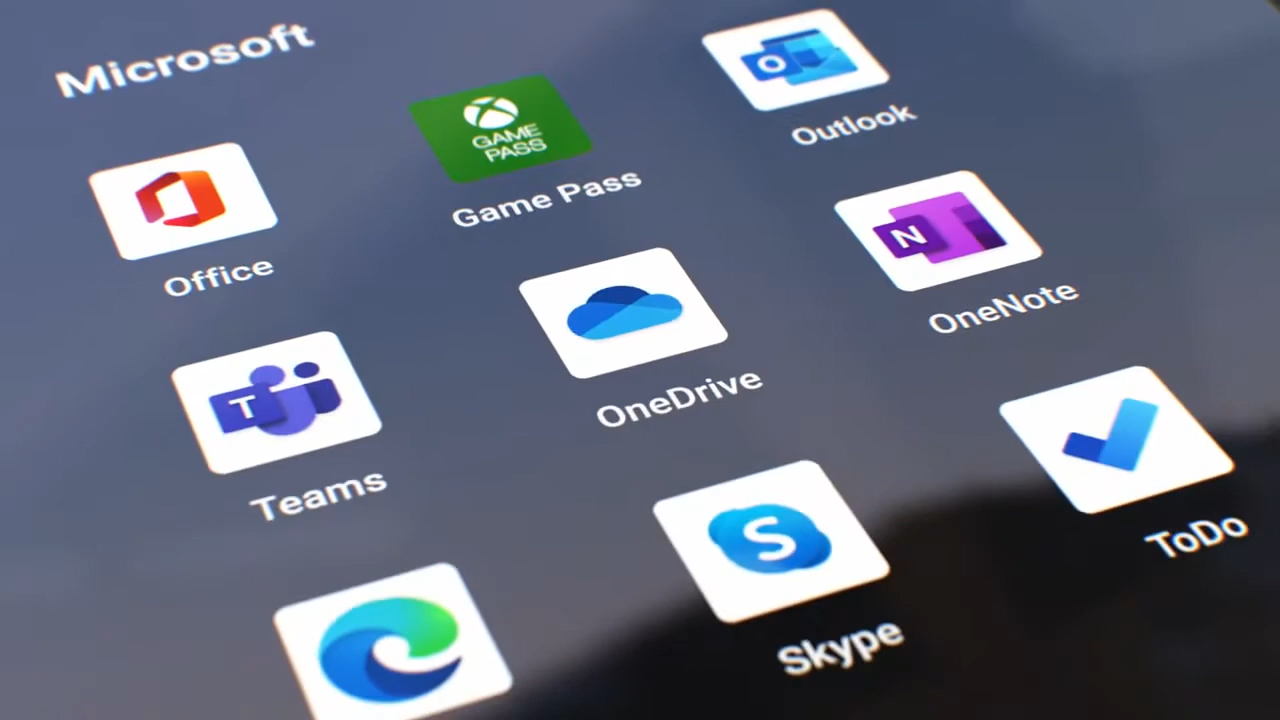 Microsoft
Office
GAME
PASS
Game Pass
O
Outlook
T
Teams
OneDrive
N
OneNote
S
Skype
ToDo